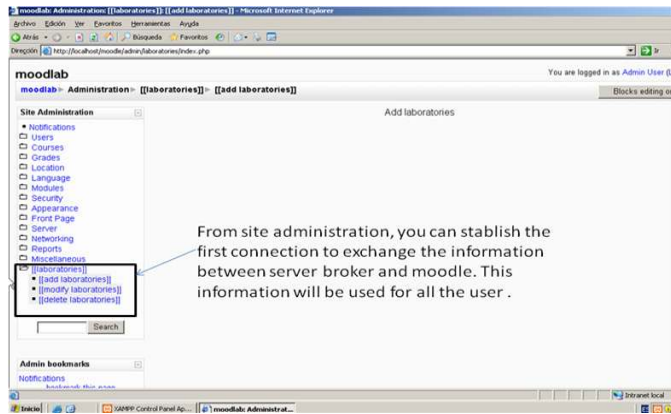 moodlab: Administration: [[laboratories]]: [[add laboratories]] - Microsoft Internet Explorer
Archivo Edición Ver Favoritos Herramientas Ayuda
Atrás Búsqueda Favoritos
Dirección http://localhost/moodle/admin/laboratories/index.php Ir
moodlab
You are logged in as Admin User (L
moodlab Administration [[laboratories]] [[add laboratories]]
Blocks editing on
Site Administration
Add laboratories
Notifications
Users
Courses
Grades
Location
Language
Modules
Security
Appearance
Front Page
Server
Networking
Reports
Miscellaneous
[[laboratories]]
[[add laboratories]]
[[modify laboratories]]
[[delete laboratories]]
Search
From site administration, you can stablish the
first connection to exchange the information
between server broker and moodle. This
information will be used for all the user .
Admin bookmarks
Notifications
bookmark this page
Intranet local
Inicio XAMPP Control Panel Ap... moodlab: Administrat...